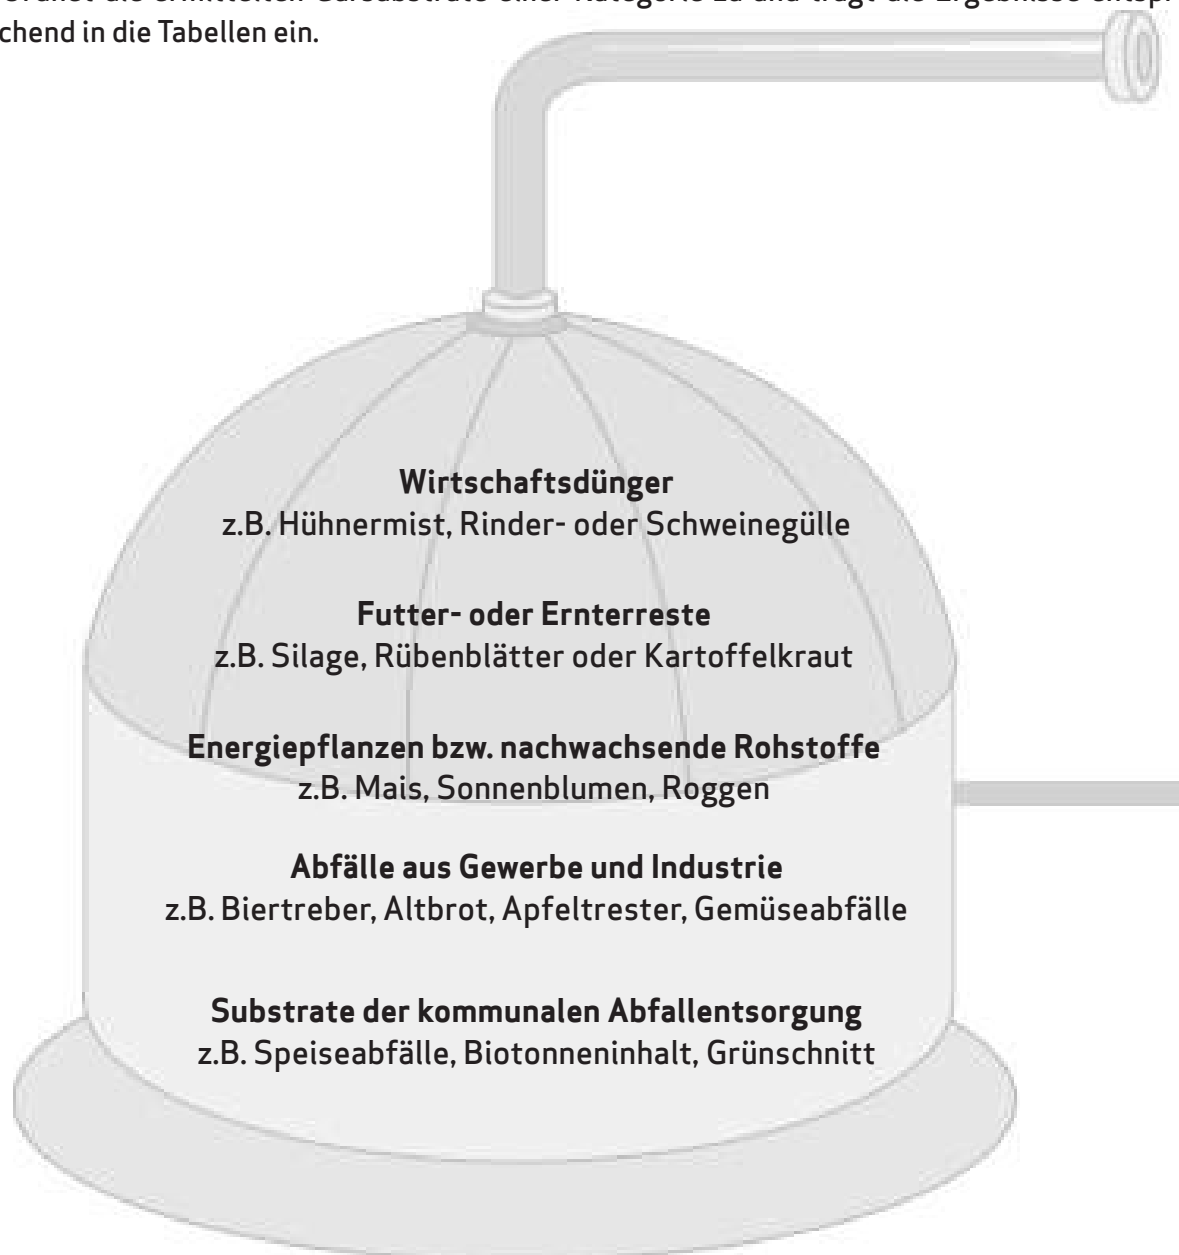 chend in die Tabellen ein.
Wirtschaftsdünger
z.B. Hühnermist, Rinder- oder Schweinegülle
Futter- oder Ernterreste
z.B. Silage, Rübenblätter oder Kartoffelkraut
Energiepflanzen bzw. nachwachsende Rohstoffe
z.B. Mais, Sonnenblumen, Roggen
Abfälle aus Gewerbe und Industrie
z.B. Biertreber, Altbrot, Apfeltrester, Gemüseabfälle
Substrate der kommunalen Abfallentsorgung
z.B. Speiseabfälle, Biotonneninhalt, Grünschnitt